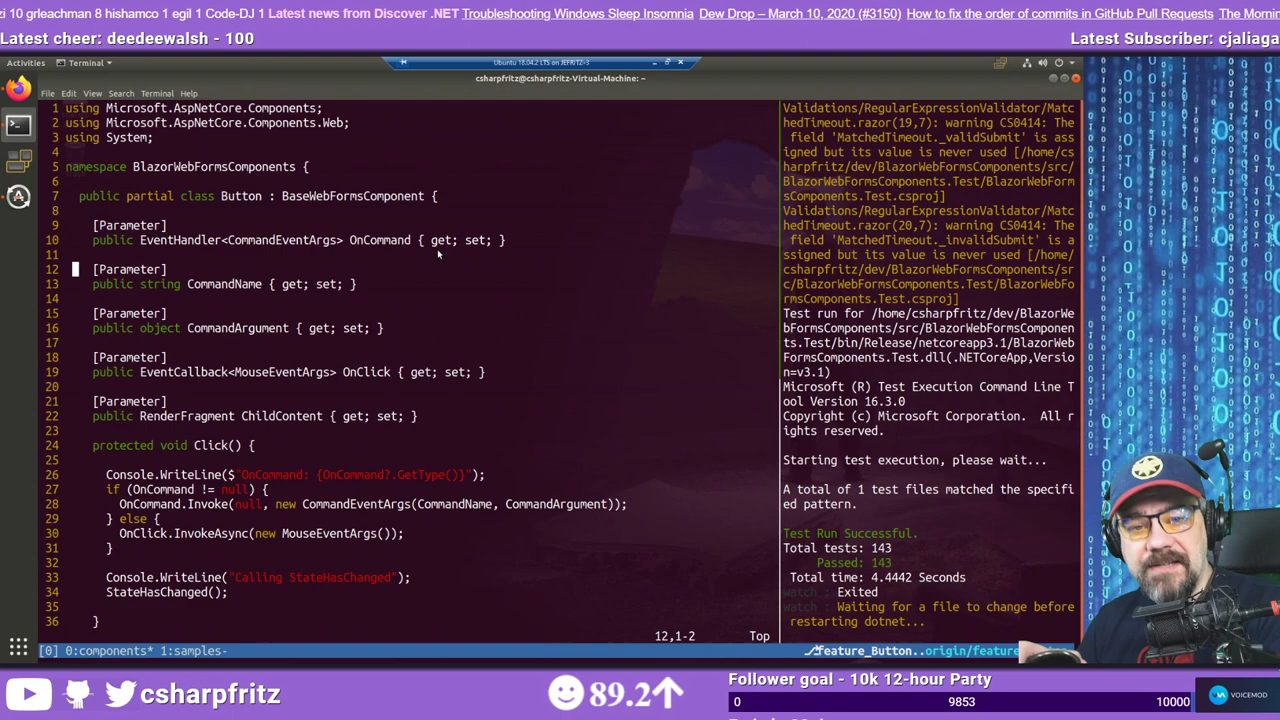 zi 10 grleachman 8 hishamco 1 egil 1 Code-DJ 1 Latest news from Discover .NET Troubleshooting Windows Sleep Insomnia Dew Drop – March 10, 2020 (#3150) How to fix the order of commits in GitHub Pull Requests The Mornin
Latest cheer: deedeewalsh - 100
Latest Subscriber: cjaliaga
Activities Terminal
Ubuntu 18.04.2 LTS on JEFRITZ-3
csharpfritz@csharpfritz-Virtual-Machine: ~
File Edit View Search Terminal Help
1 using Microsoft.AspNetCore.Components;
2 using Microsoft.AspNetCore.Components.Web;
3 using System;
4
5 namespace BlazorWebFormsComponents {
6
7 public partial class Button : BaseWebFormsComponent {
8
9 [Parameter]
10 public EventHandler<CommandEventArgs> OnCommand { get; set; }
11
12 [Parameter]
13 public string CommandName { get; set; }
14
15 [Parameter]
16 public object CommandArgument { get; set; }
17
18 [Parameter]
19 public EventCallback<MouseEventArgs> OnClick { get; set; }
20
21 [Parameter]
22 public RenderFragment ChildContent { get; set; }
23
24 protected void Click() {
25
26 Console.WriteLine($"OnCommand: {OnCommand?.GetType()}");
27 if (OnCommand != null) {
28 OnCommand.Invoke(null, new CommandEventArgs(CommandName, CommandArgument));
29 } else {
30 OnClick.InvokeAsync(new MouseEventArgs());
31 }
32
33 Console.WriteLine("Calling StateHasChanged");
34 StateHasChanged();
35
36 }
12,1-2 Top
Validations/RegularExpressionValidator/Matc
hedTimeout.razor(19,7): warning CS0414: The
field 'MatchedTimeout._validSubmit' is ass
igned but its value is never used [/home/cs
harpfritz/dev/BlazorWebFormsComponents/src/
BlazorWebFormsComponents.Test/BlazorWebForm
sComponents.Test.csproj]
Validations/RegularExpressionValidator/Matc
hedTimeout.razor(20,7): warning CS0414: The
field 'MatchedTimeout._invalidSubmit' is a
ssigned but its value is never used [/home/
csharpfritz/dev/BlazorWebFormsComponents/sr
c/BlazorWebFormsComponents.Test/BlazorWebFo
rmsComponents.Test.csproj]
Test run for /home/csharpfritz/dev/BlazorWe
bFormsComponents/src/BlazorWebFormsComponen
ts.Test/bin/Release/netcoreapp3.1/BlazorWeb
FormsComponents.Test.dll(.NETCoreApp,Versio
n=v3.1)
Microsoft (R) Test Execution Command Line T
ool Version 16.3.0
Copyright (c) Microsoft Corporation. All r
ights reserved.
Starting test execution, please wait...
A total of 1 test files matched the specifi
ed pattern.
Test Run Successful.
Total tests: 143
Passed: 143
Total time: 4.4442 Seconds
watch : Exited
watch : Waiting for a file to change before
restarting dotnet...
[0] 0:components* 1:samples-
feature_Button..origin/feature
csharpfritz
89.2
Follower goal - 10k 12-hour Party
0 9853 10000
VOICEMOD